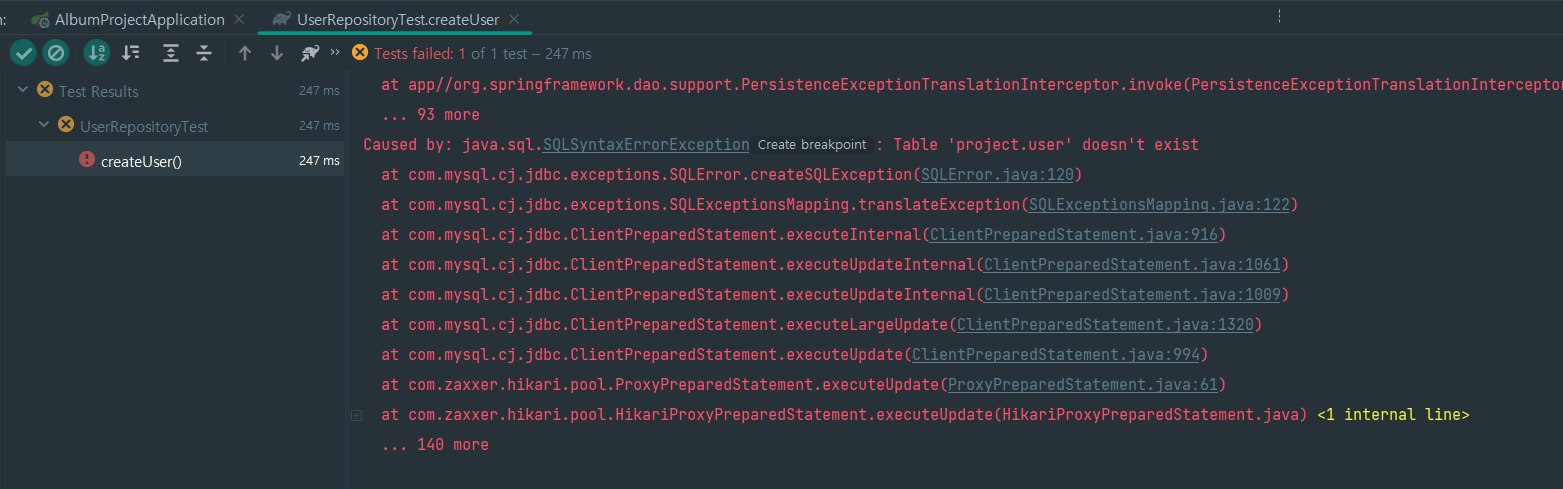 n:
AlbumProjectApplication
UserRepositoryTest.createUser
Tests failed: 1 of 1 test – 247 ms
Test Results 247 ms
UserRepositoryTest 247 ms
createUser() 247 ms
at app//org.springframework.dao.support.PersistenceExceptionTranslationInterceptor.invoke(PersistenceExceptionTranslationInterceptor
... 93 more
Caused by: java.sql.SQLSyntaxErrorException Create breakpoint : Table 'project.user' doesn't exist
at com.mysql.cj.jdbc.exceptions.SQLError.createSQLException(SQLError.java:120)
at com.mysql.cj.jdbc.exceptions.SQLExceptionsMapping.translateException(SQLExceptionsMapping.java:122)
at com.mysql.cj.jdbc.ClientPreparedStatement.executeInternal(ClientPreparedStatement.java:916)
at com.mysql.cj.jdbc.ClientPreparedStatement.executeUpdateInternal(ClientPreparedStatement.java:1061)
at com.mysql.cj.jdbc.ClientPreparedStatement.executeUpdateInternal(ClientPreparedStatement.java:1009)
at com.mysql.cj.jdbc.ClientPreparedStatement.executeLargeUpdate(ClientPreparedStatement.java:1320)
at com.mysql.cj.jdbc.ClientPreparedStatement.executeUpdate(ClientPreparedStatement.java:994)
at com.zaxxer.hikari.pool.ProxyPreparedStatement.executeUpdate(ProxyPreparedStatement.java:61)
at com.zaxxer.hikari.pool.HikariProxyPreparedStatement.executeUpdate(HikariProxyPreparedStatement.java) <1 internal line>
... 140 more